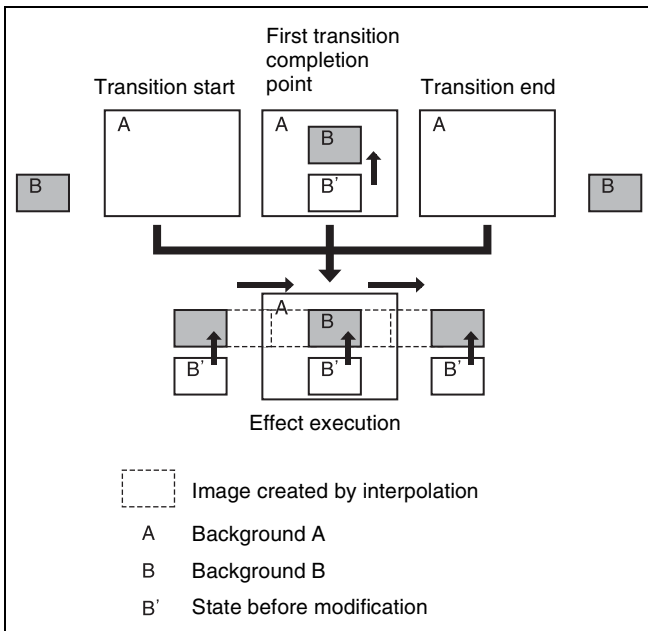 First transition
completion
point
Transition start
Transition end
A
A
A
B
B'
B
B
A
B
B'
B'
B'
Effect execution
Image created by interpolation
A Background A
B Background B
B' State before modification